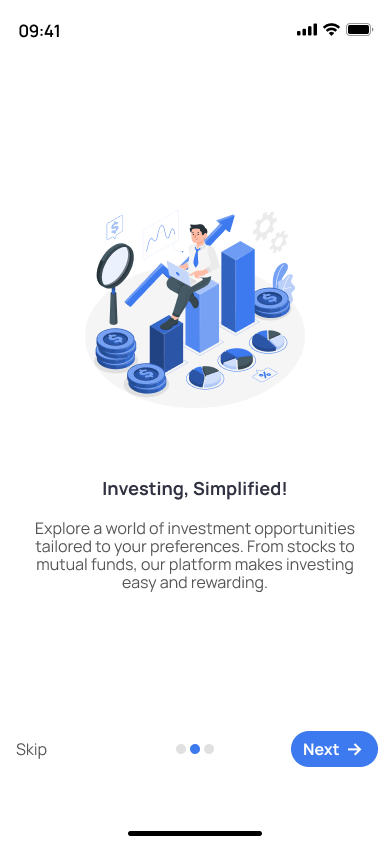 09:41
$
$
$
$
%
Investing, Simplified!
Explore a world of investment opportunities
tailored to your preferences. From stocks to
mutual funds, our platform makes investing
easy and rewarding.
Skip
Next →